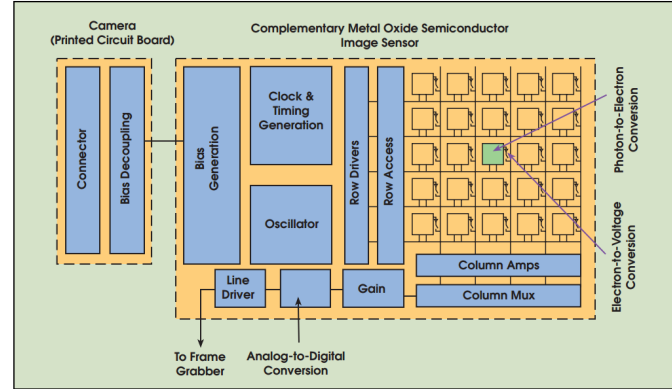 Camera
(Printed Circuit Board)
Complementary Metal Oxide Semiconductor
Image Sensor
Connector
Bias Decoupling
Bias
Generation
Clock &
Timing
Generation
Oscillator
Row Drivers
Row Access
Photon-to-Electron
Conversion
Electron-to-Voltage
Conversion
Column Amps
Column Mux
Line
Driver
Gain
To Frame
Grabber
Analog-to-Digital
Conversion